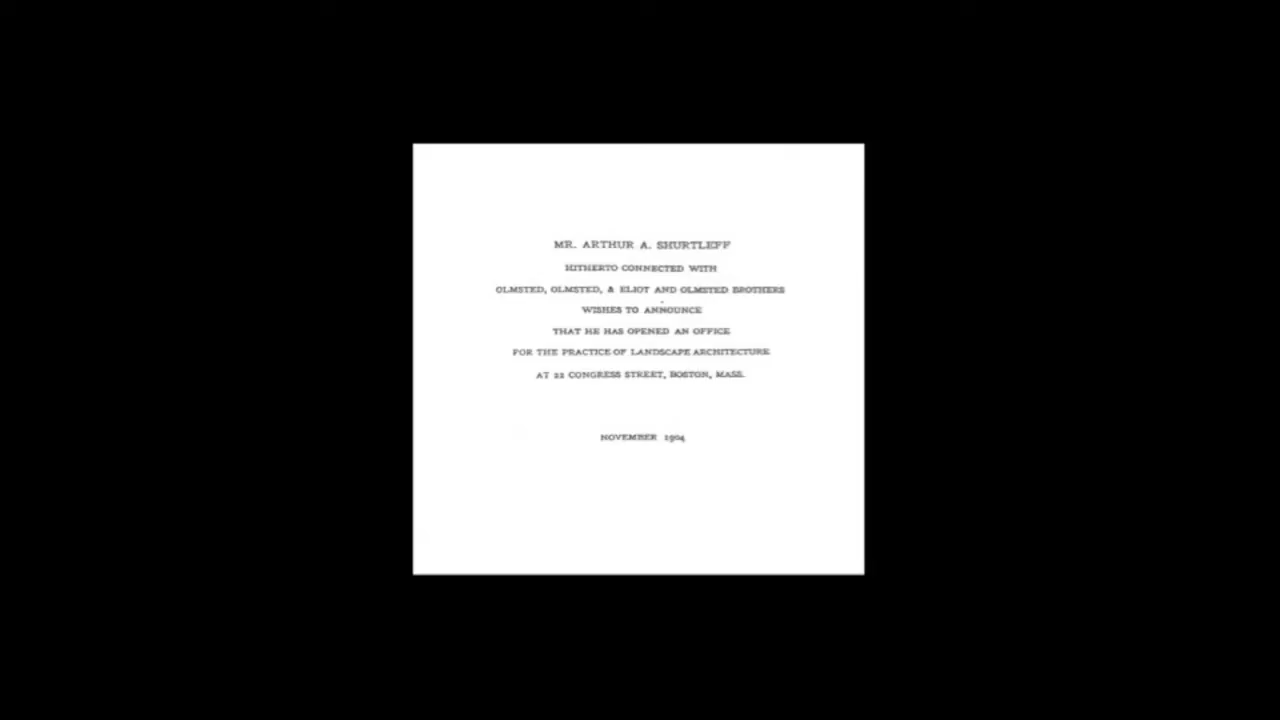 MR. ARTHUR A. SHURTLEFF
HITHERTO CONNECTED WITH
OLMSTED, OLMSTED, & ELIOT AND OLMSTED BROTHERS
WISHES TO ANNOUNCE
THAT HE HAS OPENED AN OFFICE
FOR THE PRACTICE OF LANDSCAPE ARCHITECTURE
AT 22 CONGRESS STREET, BOSTON, MASS.
NOVEMBER 1904